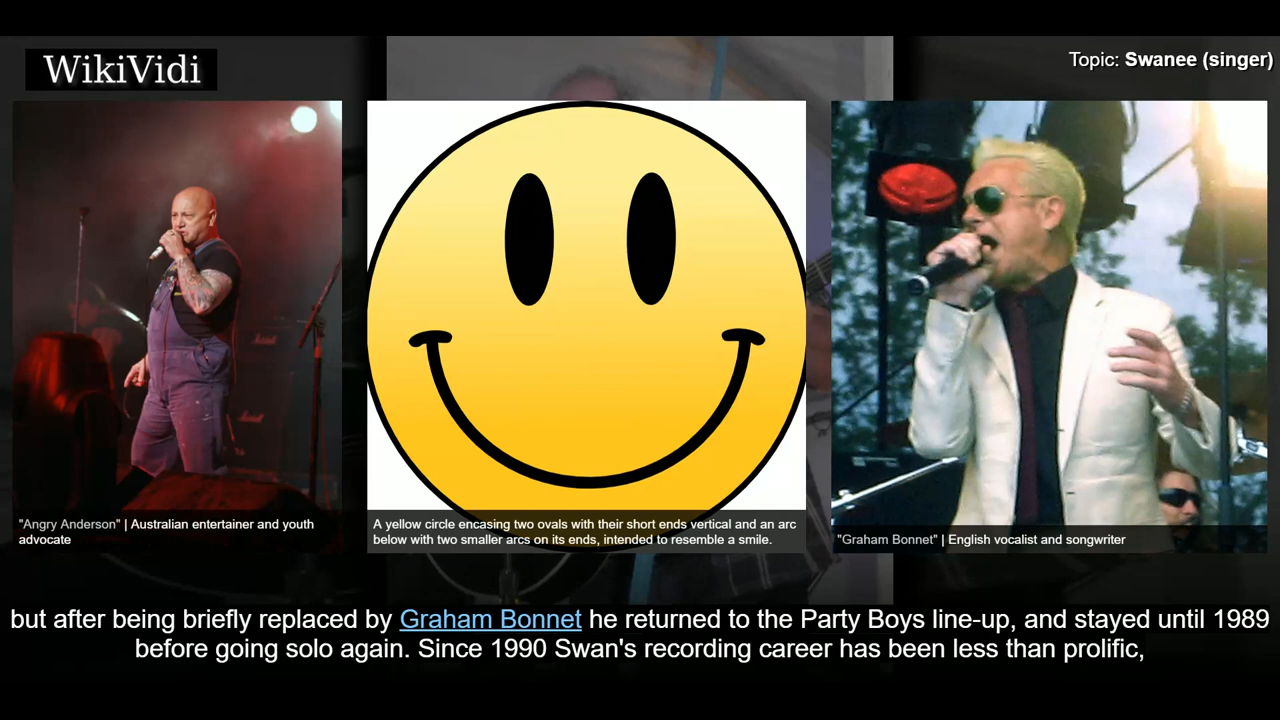 WikiVidi
Topic: Swanee (singer)
"Angry Anderson" | Australian entertainer and youth
advocate
A yellow circle encasing two ovals with their short ends vertical and an arc
below with two smaller arcs on its ends, intended to resemble a smile.
"Graham Bonnet" | English vocalist and songwriter
but after being briefly replaced by Graham Bonnet he returned to the Party Boys line-up, and stayed until 1989
before going solo again. Since 1990 Swan's recording career has been less than prolific,